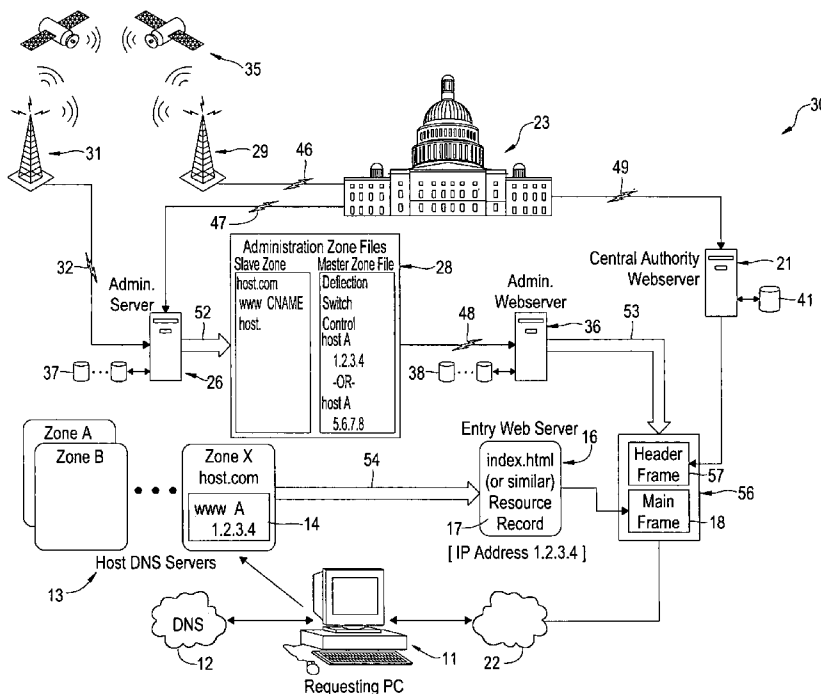 35
30
23
31
29
46
49
47
32
Admin.
Server
52
Administration Zone Files
Slave Zone
host.com
www CNAME
host.
Master Zone File
Deflection
Switch
Control
host A
1.2.3.4
-OR-
host A
5.6.7.8
28
Admin.
Webserver
36
48
53
Central Authority
Webserver
21
41
37
26
38
Zone A
Zone B
Zone X
host.com
www A
1.2.3.4
14
54
Entry Web Server
16
index.html
(or similar)
Resource
Record
17
[ IP Address 1.2.3.4 ]
Header
Frame
57
56
Main
Frame
18
Host DNS Servers
13
DNS
12
11
22
Requesting PC